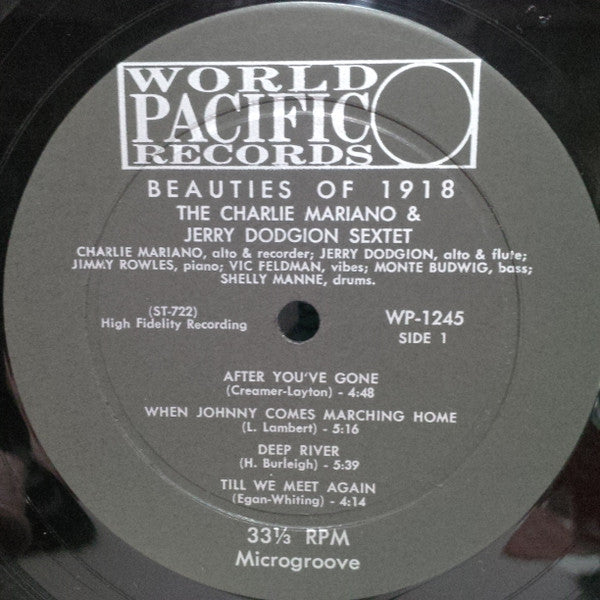 WORLD
PACIFIC
RECORDS
BEAUTIES OF 1918
THE CHARLIE MARIANO &
JERRY DODGION SEXTET
CHARLIE MARIANO, alto & recorder; JERRY DODGION, alto & flute;
JIMMY ROWLES, piano; VIC FELDMAN, vibes; MONTE BUDWIG, bass;
SHELLY MANNE, drums.
(ST-722)
High Fidelity Recording
WP-1245
SIDE 1
AFTER YOU'VE GONE
(Creamer-Layton) - 4:48
WHEN JOHNNY COMES MARCHING HOME
(L. Lambert) - 5:16
DEEP RIVER
(H. Burleigh) - 5:39
TILL WE MEET AGAIN
(Egan-Whiting) - 4:14
33⅓ RPM
Microgroove